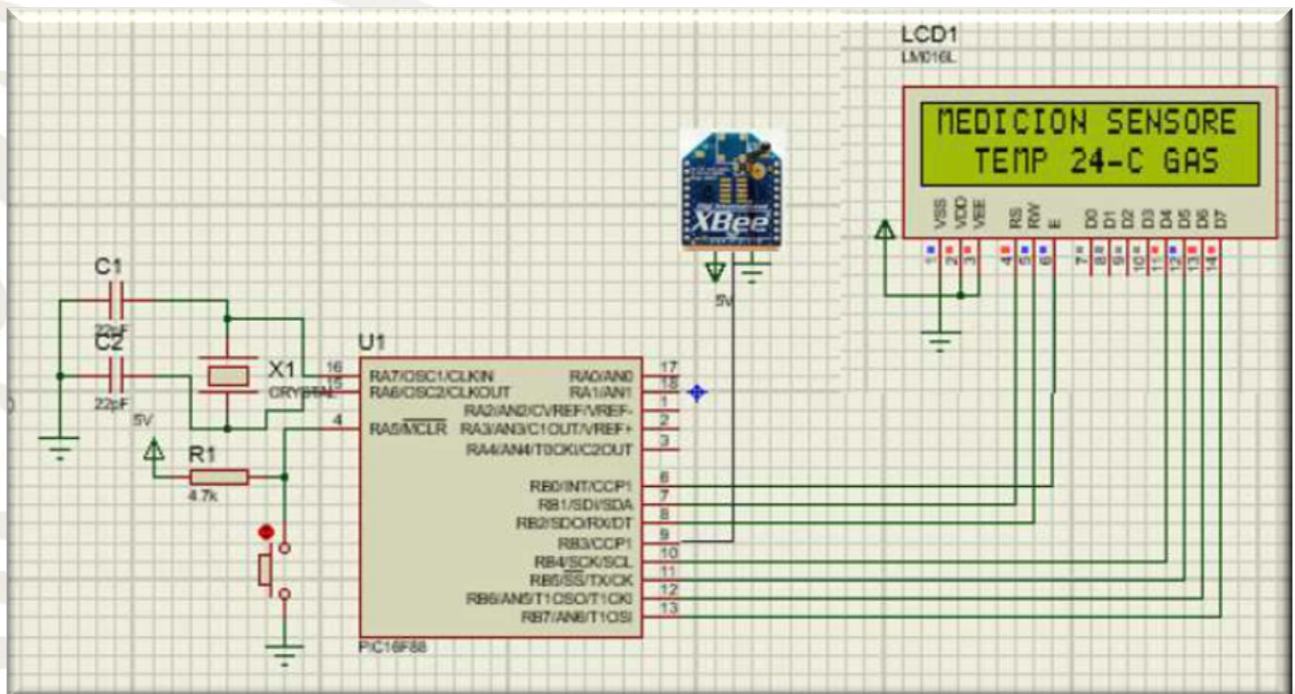 LCD1
LM016L
MEDICION SENSORE
TEMP 24-C GAS
VSS
VDD
VEE
RS
RW
E
D0
D1
D2
D3
D4
D5
D6
D7
1
2
3
4
5
6
7
8
9
10
11
12
13
14
XBee
5V
C1
22pF
C2
22pF
X1
CRYSTAL
5V
R1
4.7k
U1
16
RA7/OSC1/CLKIN
15
RA6/OSC2/CLKOUT
4
RA5/MCLR
RA0/AN0
17
RA1/AN1
18
RA2/AN2/CVREF/VREF-
1
RA3/AN3/C1OUT/VREF+
2
RA4/AN4/T0CKI/C2OUT
3
RB0/INT/CCP1
6
RB1/SDI/SDA
7
RB2/SDO/RX/DT
8
RB3/CCP1
9
RB4/SCK/SCL
10
RB5/SS/TX/CK
11
RB6/AN5/T1OSO/T1CKI
12
RB7/AN6/T1OSI
13
PIC16F88